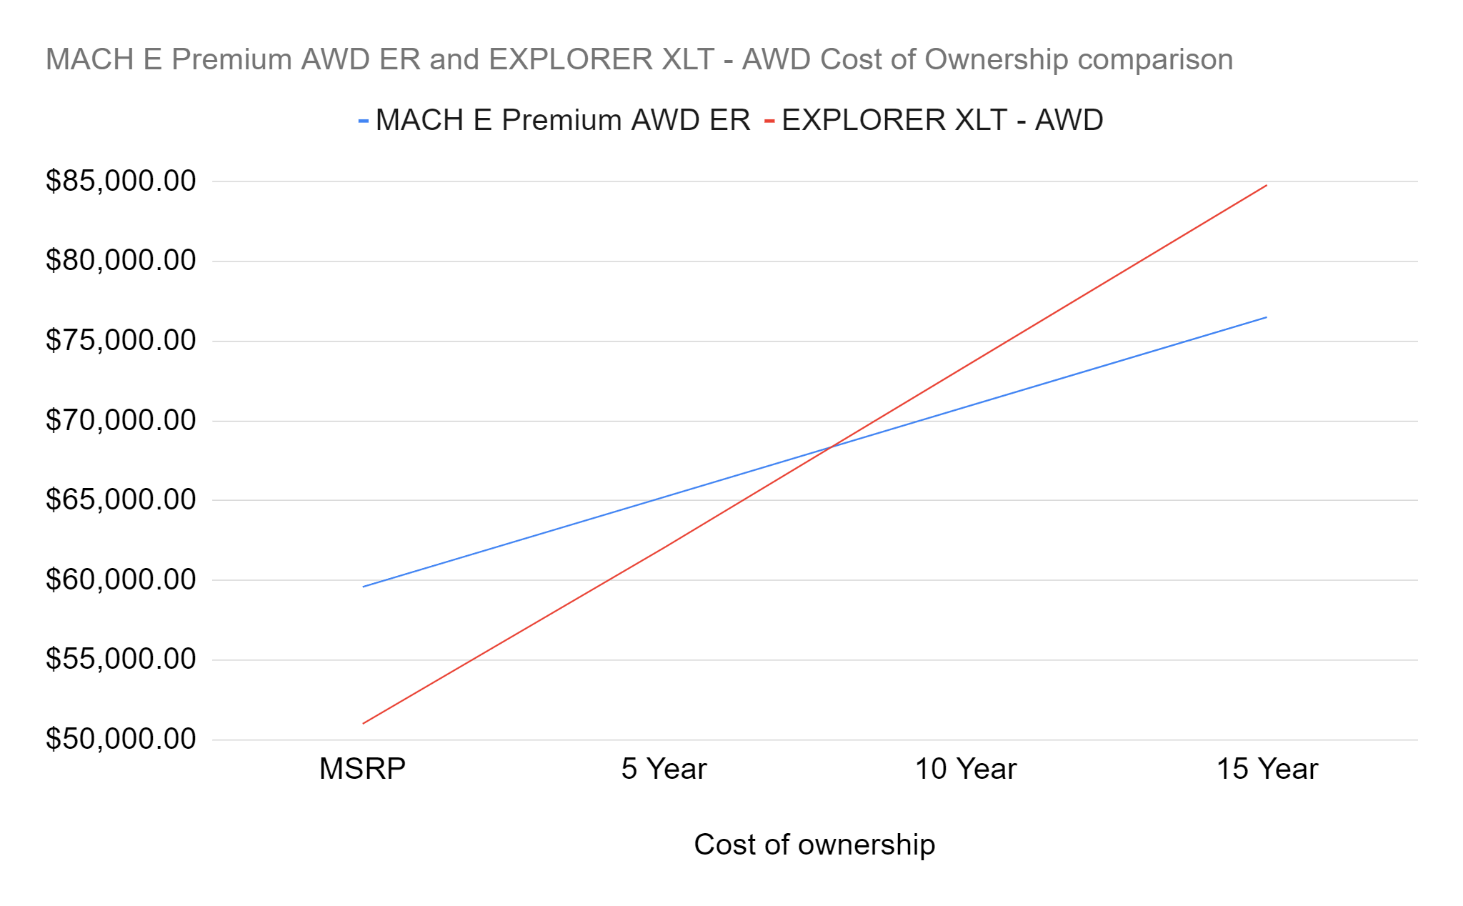 MACH E Premium AWD ER and EXPLORER XLT - AWD Cost of Ownership comparison
MACH E Premium AWD ER EXPLORER XLT - AWD
$85,000.00
$80,000.00
$75,000.00
$70,000.00
$65,000.00
$60,000.00
$55,000.00
$50,000.00
MSRP 5 Year 10 Year 15 Year
Cost of ownership